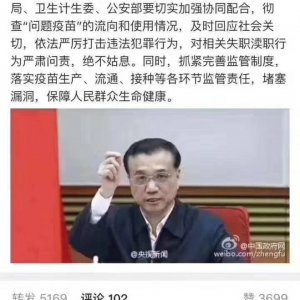 局、卫生计生委、公安部要切实加强协同配合，彻
查“问题疫苗”的流向和使用情况，及时回应社会关
切，依法严厉打击违法犯罪行为，对相关失职渎职行
为严肃问责，绝不姑息。同时，抓紧完善监管制度，
落实疫苗生产、流通、接种等各环节监管责任，堵塞
漏洞，保障人民群众生命健康。
@央视新闻
@中国政府网
weibo.com/zhengfu
转发 5169 评论 102 赞 3699